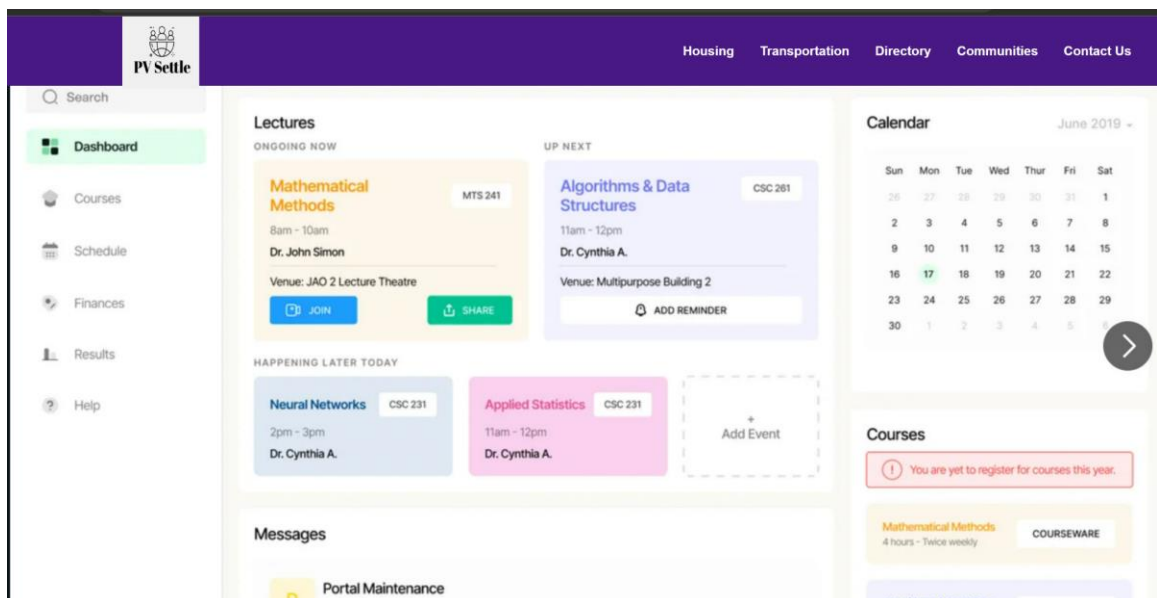 PV Settle
Housing Transportation Directory Communities Contact Us
Search
Dashboard
Courses
Schedule
Finances
Results
Help
Lectures
ONGOING NOW
Mathematical
Methods
MTS 241
8am - 10am
Dr. John Simon
Venue: JAO 2 Lecture Theatre
JOIN
SHARE
UP NEXT
Algorithms & Data
Structures
CSC 261
11am - 12pm
Dr. Cynthia A.
Venue: Multipurpose Building 2
ADD REMINDER
HAPPENING LATER TODAY
Neural Networks
CSC 231
2pm - 3pm
Dr. Cynthia A.
Applied Statistics
CSC 231
11am - 12pm
Dr. Cynthia A.
+
Add Event
Messages
Portal Maintenance
Calendar
June 2019
Sun Mon Tue Wed Thur Fri Sat
26 27 28 29 30 31 1
2 3 4 5 6 7 8
9 10 11 12 13 14 15
16 17 18 19 20 21 22
23 24 25 26 27 28 29
30 1 2 3 4 5 6
Courses
You are yet to register for courses this year.
Mathematical Methods
4 hours - Twice weekly
COURSEWARE